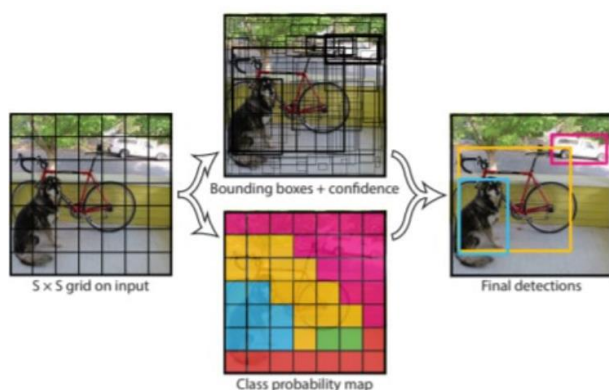 Bounding boxes + confidence
S × S grid on input
Final detections
Class probability map